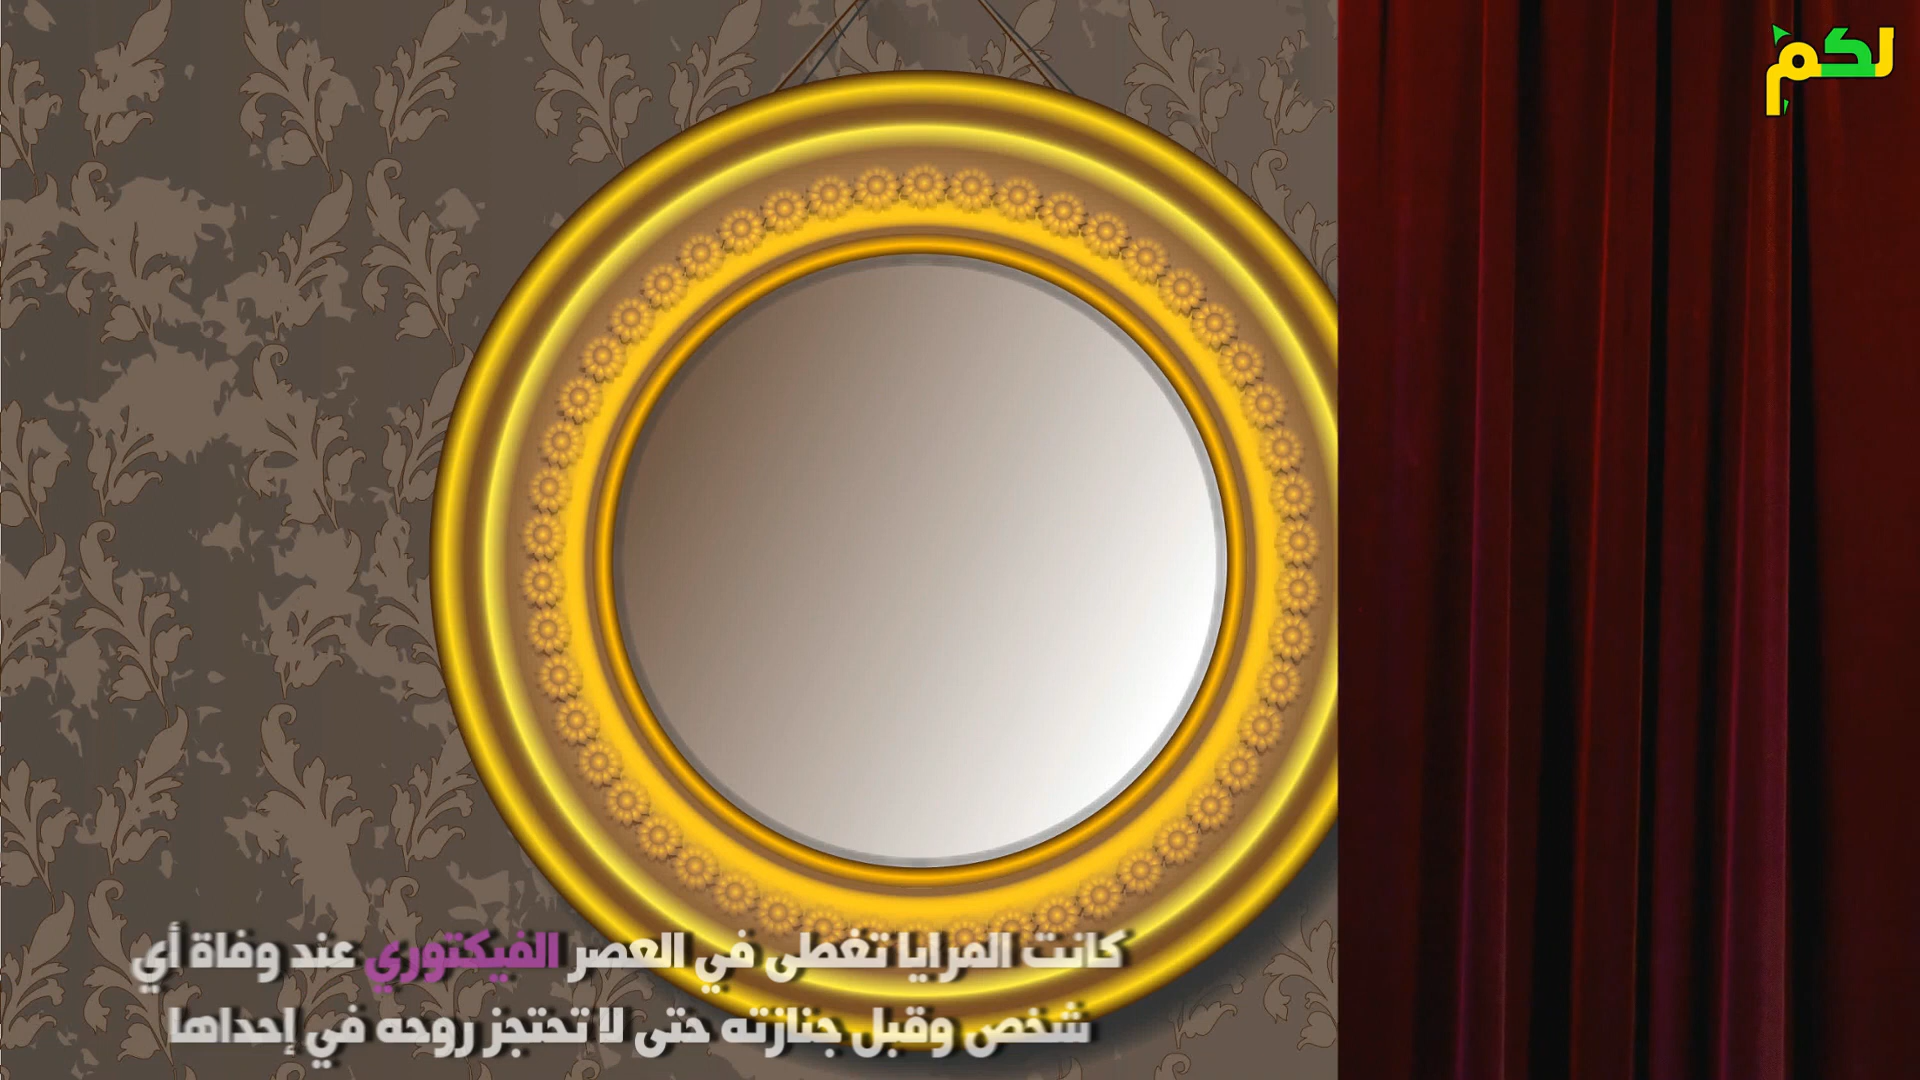 لكم
كانت المرايا تغطى في العصر الفيكتوري عند وفاة أي
شخص وقبل جنازته حتى لا تحتجز روحه في إحداها